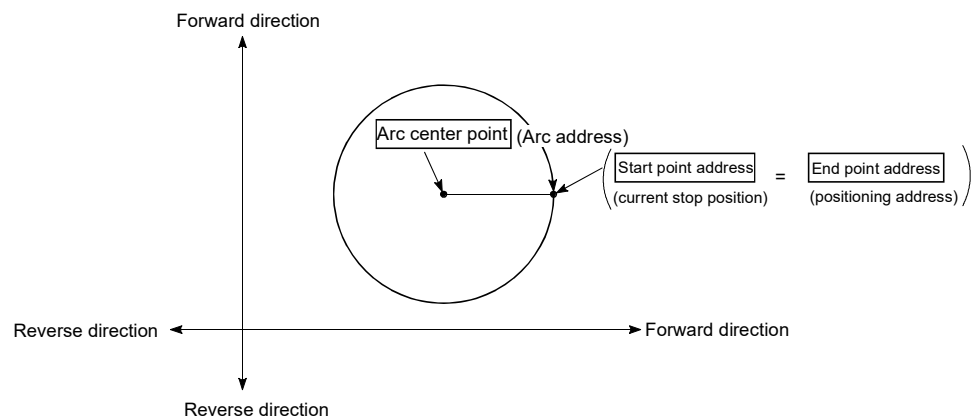 Forward direction
Arc center point (Arc address)
Start point address = End point address
(current stop position) (positioning address)
Reverse direction
Forward direction
Reverse direction